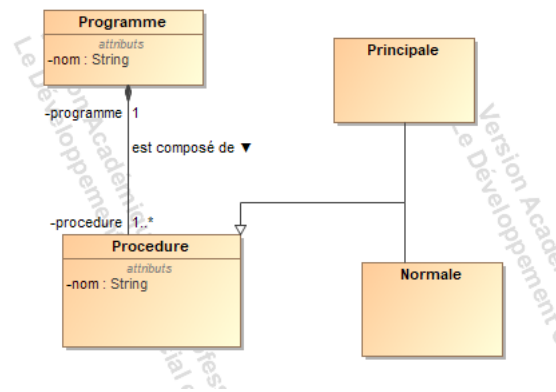 Programme
attributs
-nom : String
Principale
-programme 1
est composé de ▼
-procedure 1..*
Procedure
attributs
-nom : String
Normale
Version Académique
Le Développement